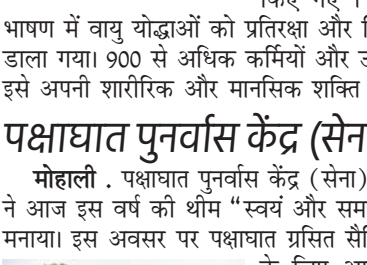 भाषण में वायु योद्धाओं को प्रतिरक्षा और
डाला गया। 900 से अधिक कर्मियों और
इसे अपनी शारीरिक और मानसिक शक्ति
पक्षाघात पुनर्वास केंद्र (सेन
मोहाली . पक्षाघात पुनर्वास केंद्र (सेना)
ने आज इस वर्ष की थीम “स्वयं और सम
मनाया। इस अवसर पर पक्षाघात ग्रसित सै